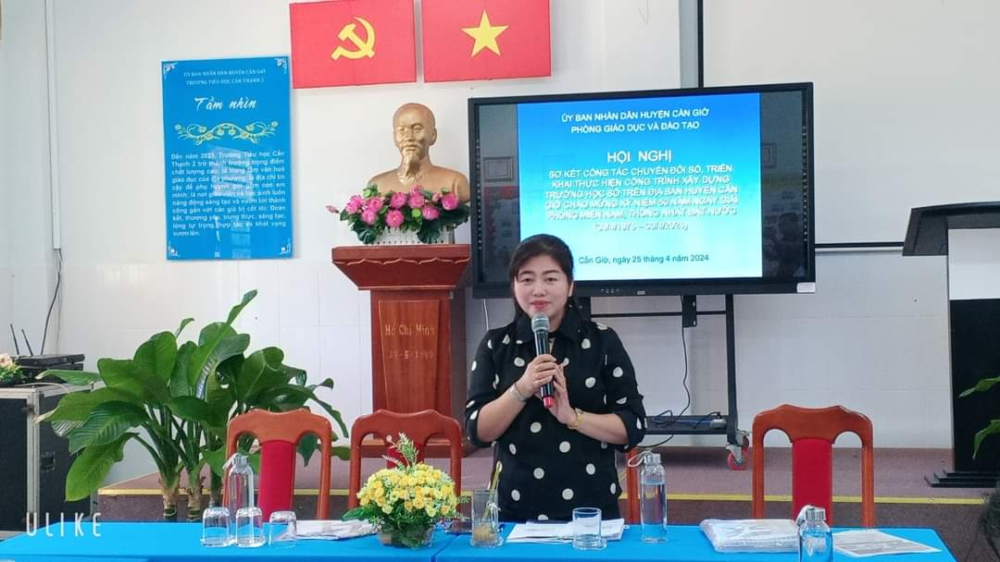 ỦY BAN NHÂN DÂN HUYỆN CẦN GIỜ
TRƯỜNG TIỂU HỌC CẦN THẠNH 2
Tầm nhìn
Đến năm 2025, Trường Tiểu học Cần
Thạnh 2 trở thành trường trọng điểm
chất lượng cao; là trung tâm văn hoá
giáo dục của địa phương; là địa chỉ tin
cậy để phụ huynh gửi gắm con em
mình; là nơi giáo viên và học sinh luôn
năng động sáng tạo và vươn tới thành
công gắn với các giá trị cốt lõi: Đoàn
kết, thương yêu, trung thực, sáng tạo,
lòng tự trọng, hợp tác và khát vọng
vươn lên.
ỦY BAN NHÂN DÂN HUYỆN CẦN GIỜ
PHÒNG GIÁO DỤC VÀ ĐÀO TẠO
HỘI NGHỊ
SƠ KẾT CÔNG TÁC CHUYỂN ĐỔI SỐ, TRIỂN
KHAI THỰC HIỆN CÔNG TRÌNH XÂY DỰNG
TRƯỜNG HỌC SỐ TRÊN ĐỊA BÀN HUYỆN CẦN
GIỜ CHÀO MỪNG KỶ NIỆM 50 NĂM NGÀY GIẢI
PHÓNG MIỀN NAM, THỐNG NHẤT ĐẤT NƯỚC
Cần Giờ, ngày 25 tháng 4 năm 2024
Hồ Chí Minh
19-5-1890
ULIKE